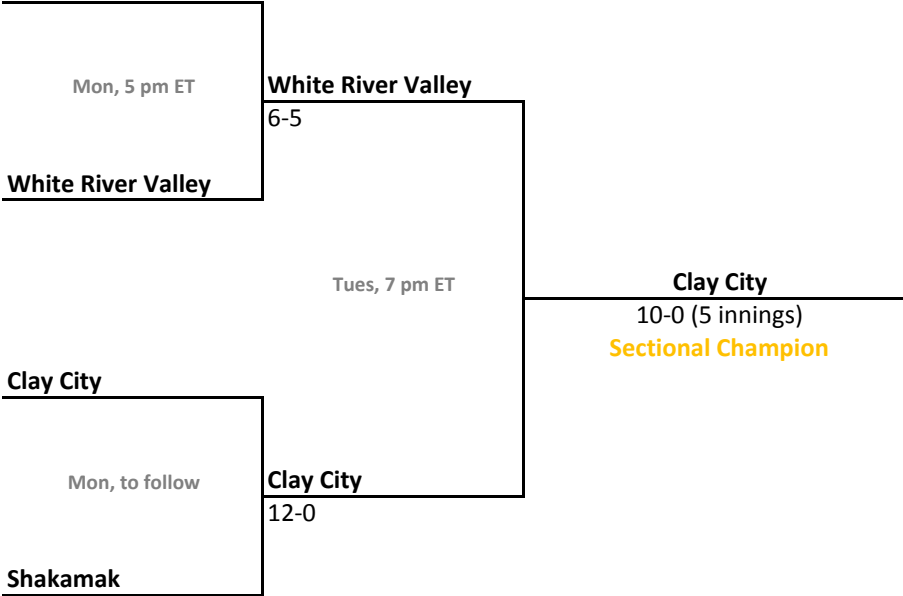 Mon, 5 pm ET
White River Valley
6-5
White River Valley
Tues, 7 pm ET
Clay City
10-0 (5 innings)
Sectional Champion
Clay City
Mon, to follow
Clay City
12-0
Shakamak